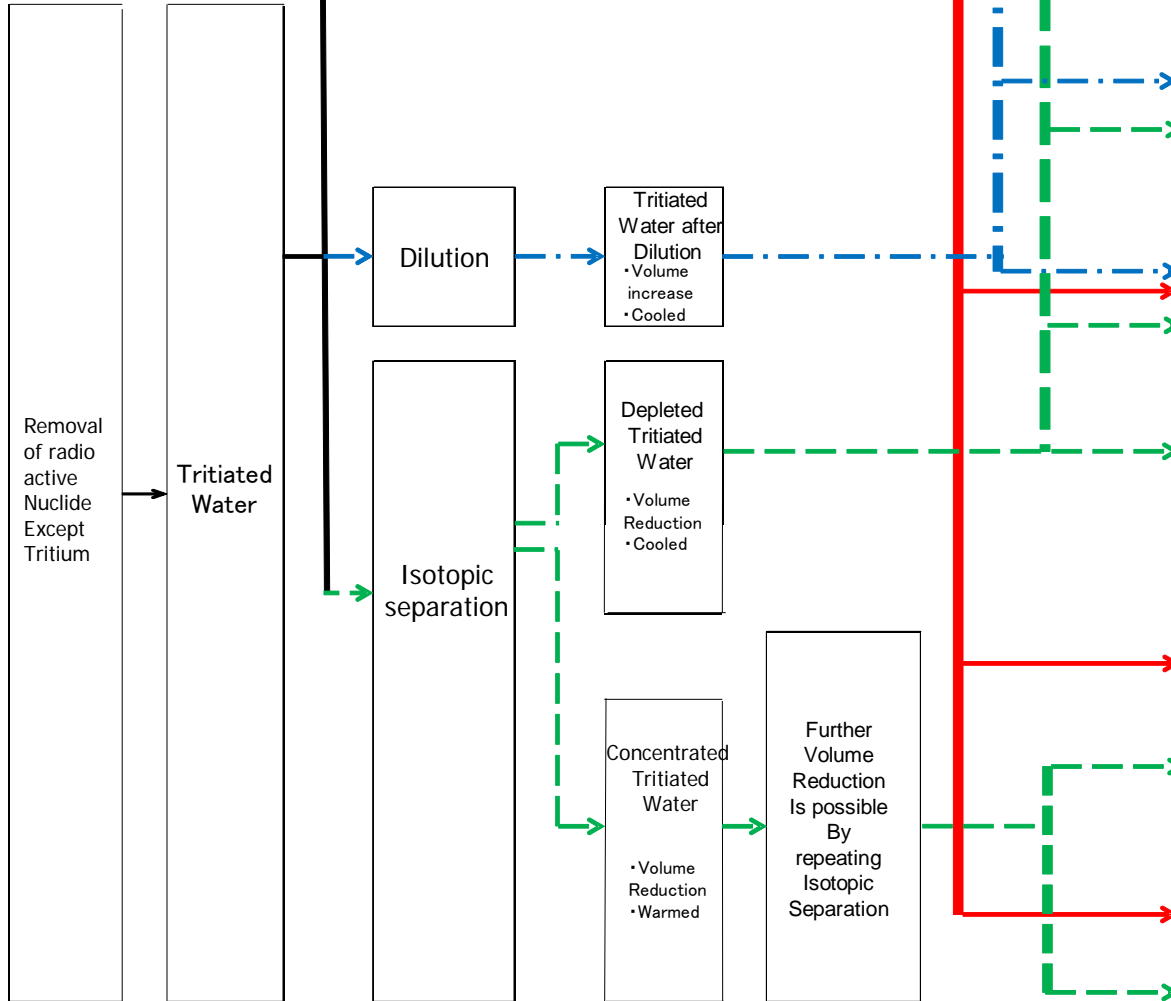 Removal
of radio
active
Nuclide
Except
Tritium
Tritiated
Water
Dilution
Tritiated
Water after
Dilution
・Volume
increase
・Cooled
Isotopic
separation
Depleted
Tritiated
Water
・Volume
Reduction
・Cooled
Concentrated
Tritiated
Water
・Volume
Reduction
・Warmed
Further
Volume
Reduction
Is possible
By
repeating
Isotopic
Separation